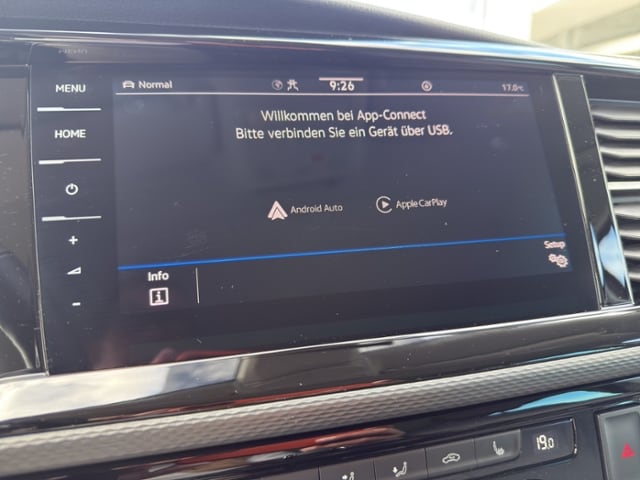 MENU
HOME
+
-
Normal
9:26
17.0°C
Willkommen bei App-Connect
Bitte verbinden Sie ein Gerät über USB.
Android Auto
Apple CarPlay
Info
i
Setup
19.0